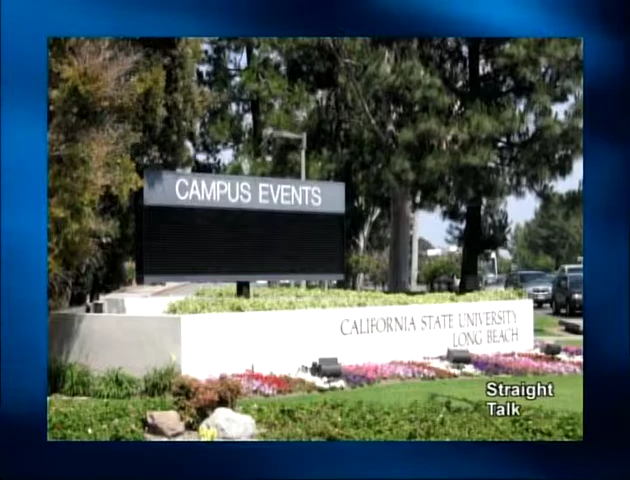 CAMPUS EVENTS
CALIFORNIA STATE UNIVERSITY
LONG BEACH
Straight
Talk